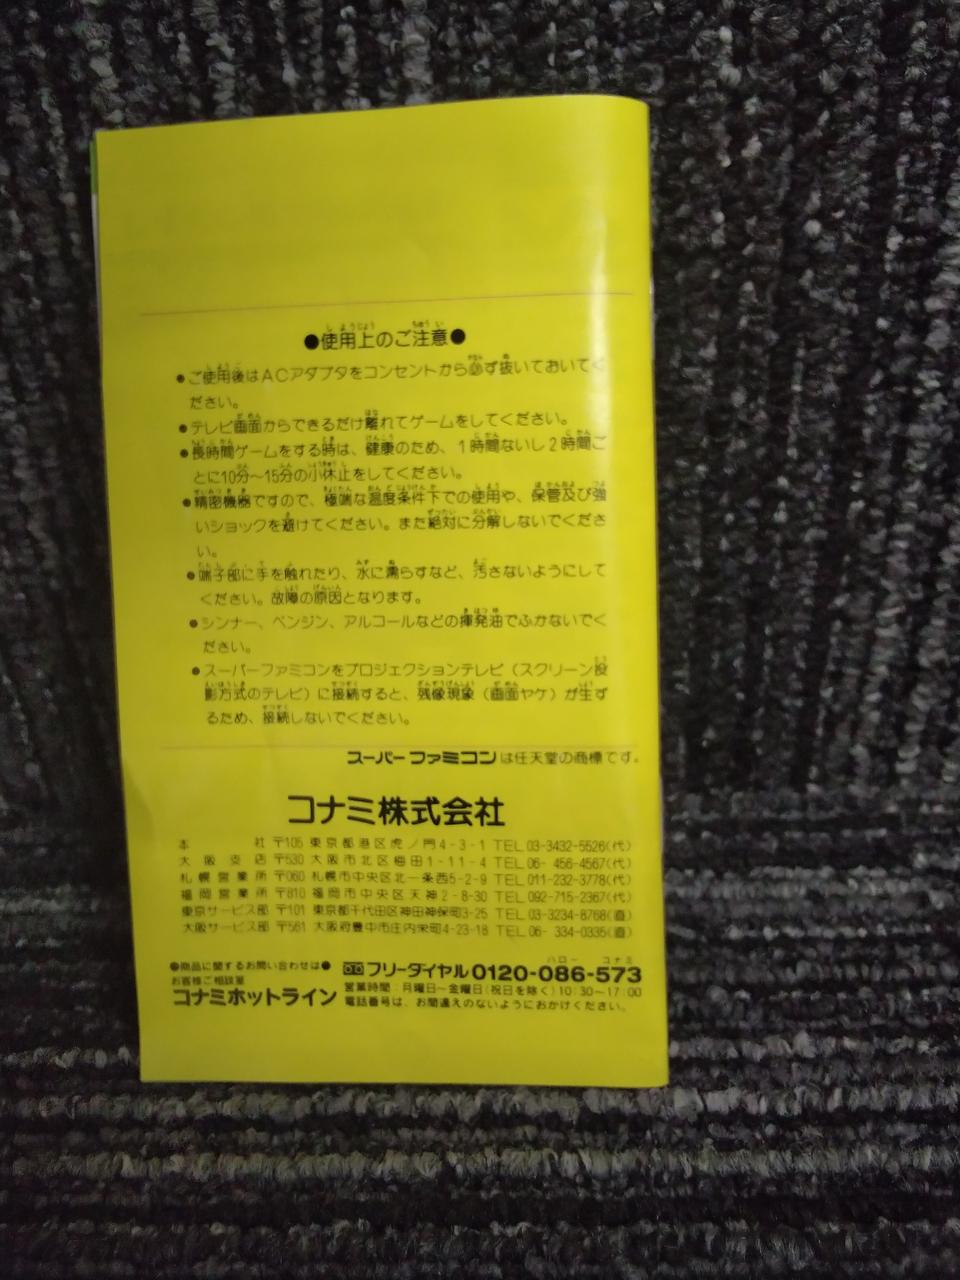 ●使用上のご注意●
●ご使用後はACアダプタをコンセントから必ず抜いておいてく
ださい。
●テレビ画面からできるだけ離れてゲームをしてください。
●長時間ゲームをする時は、健康のため、1時間ないし2時間ご
とに10分～15分の小休止をしてください。
●精密機器ですので、極端な温度条件下での使用や、保管及び強
いショックを避けてください。また絶対に分解しないでくださ
い。
●端子部に手を触れたり、水に濡らすなど、汚さないようにして
ください。故障の原因となります。
●シンナー、ベンジン、アルコールなどの揮発油でふかないでく
ださい。
●スーパーファミコンをプロジェクションテレビ（スクリーン投
影方式のテレビ）に接続すると、残像現象（画面ヤケ）が生ず
るため、接続しないでください。
スーパーファミコンは任天堂の商標です。
コナミ株式会社
本社 〒105 東京都港区虎ノ門4-3-1 TEL.03-3432-5526(代)
大阪支店 〒530 大阪市北区梅田1-11-4 TEL.06-456-4567(代)
札幌営業所 〒060 札幌市中央区北一条西5-2-9 TEL.011-232-3778(代)
福岡営業所 〒810 福岡市中央区天神2-8-30 TEL.092-715-2367(代)
東京サービス部 〒101 東京都千代田区神田神保町3-25 TEL.03-3234-8768(直)
大阪サービス部 〒561 大阪府豊中市庄内栄町4-23-18 TEL.06-334-0335(直)
●商品に関するお問い合わせは●
お客様ご相談室
コナミホットライン
ハロー コナミ
フリーダイヤル0120-086-573
営業時間：月曜日～金曜日(祝日を除く)10:30～17:00
電話番号は、お間違えのないようにおかけください。